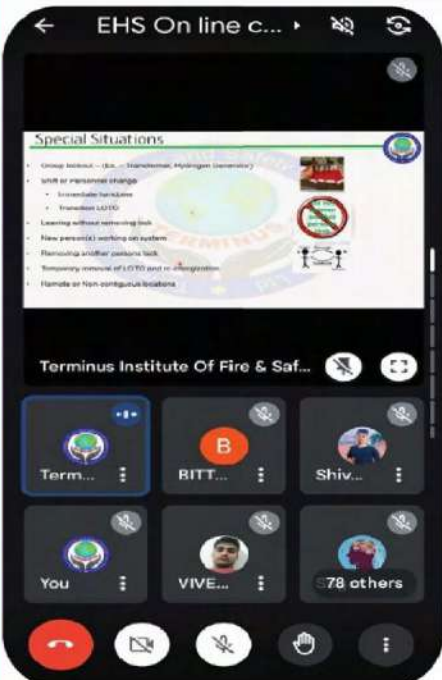 EHS On line c...
Special Situations
Group lockout – (Ex. – Transformer, Hydrogen Generator)
Shift or Personnel change
Immediate handover
Transition LOTO
Leaving without removing lock
New person(s) working on system
Removing another persons lock
Temporary removal of LOTO and re-energization
Remote or Non contiguous locations
TERMINUS
Terminus Institute Of Fire & Saf...
B
Term...
BITT...
Shiv...
You
VIVE...
78 others